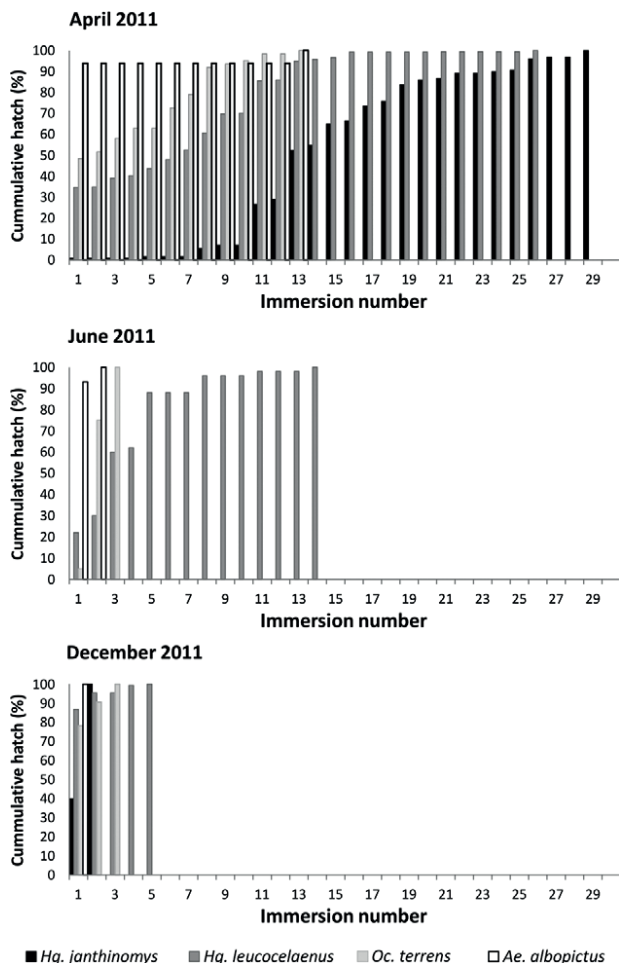 April 2011
Cummulative hatch (%)
100
90
80
70
60
50
40
30
20
10
0
1 3 5 7 9 11 13 15 17 19 21 23 25 27 29
Immersion number
June 2011
Cummulative hatch (%)
100
90
80
70
60
50
40
30
20
10
0
1 3 5 7 9 11 13 15 17 19 21 23 25 27 29
Immersion number
December 2011
Cummulative hatch (%)
100
90
80
70
60
50
40
30
20
10
0
1 3 5 7 9 11 13 15 17 19 21 23 25 27 29
Immersion number
Hg. janthinomys Hg. leucocelaenus Oc. terrens Ae. albopictus